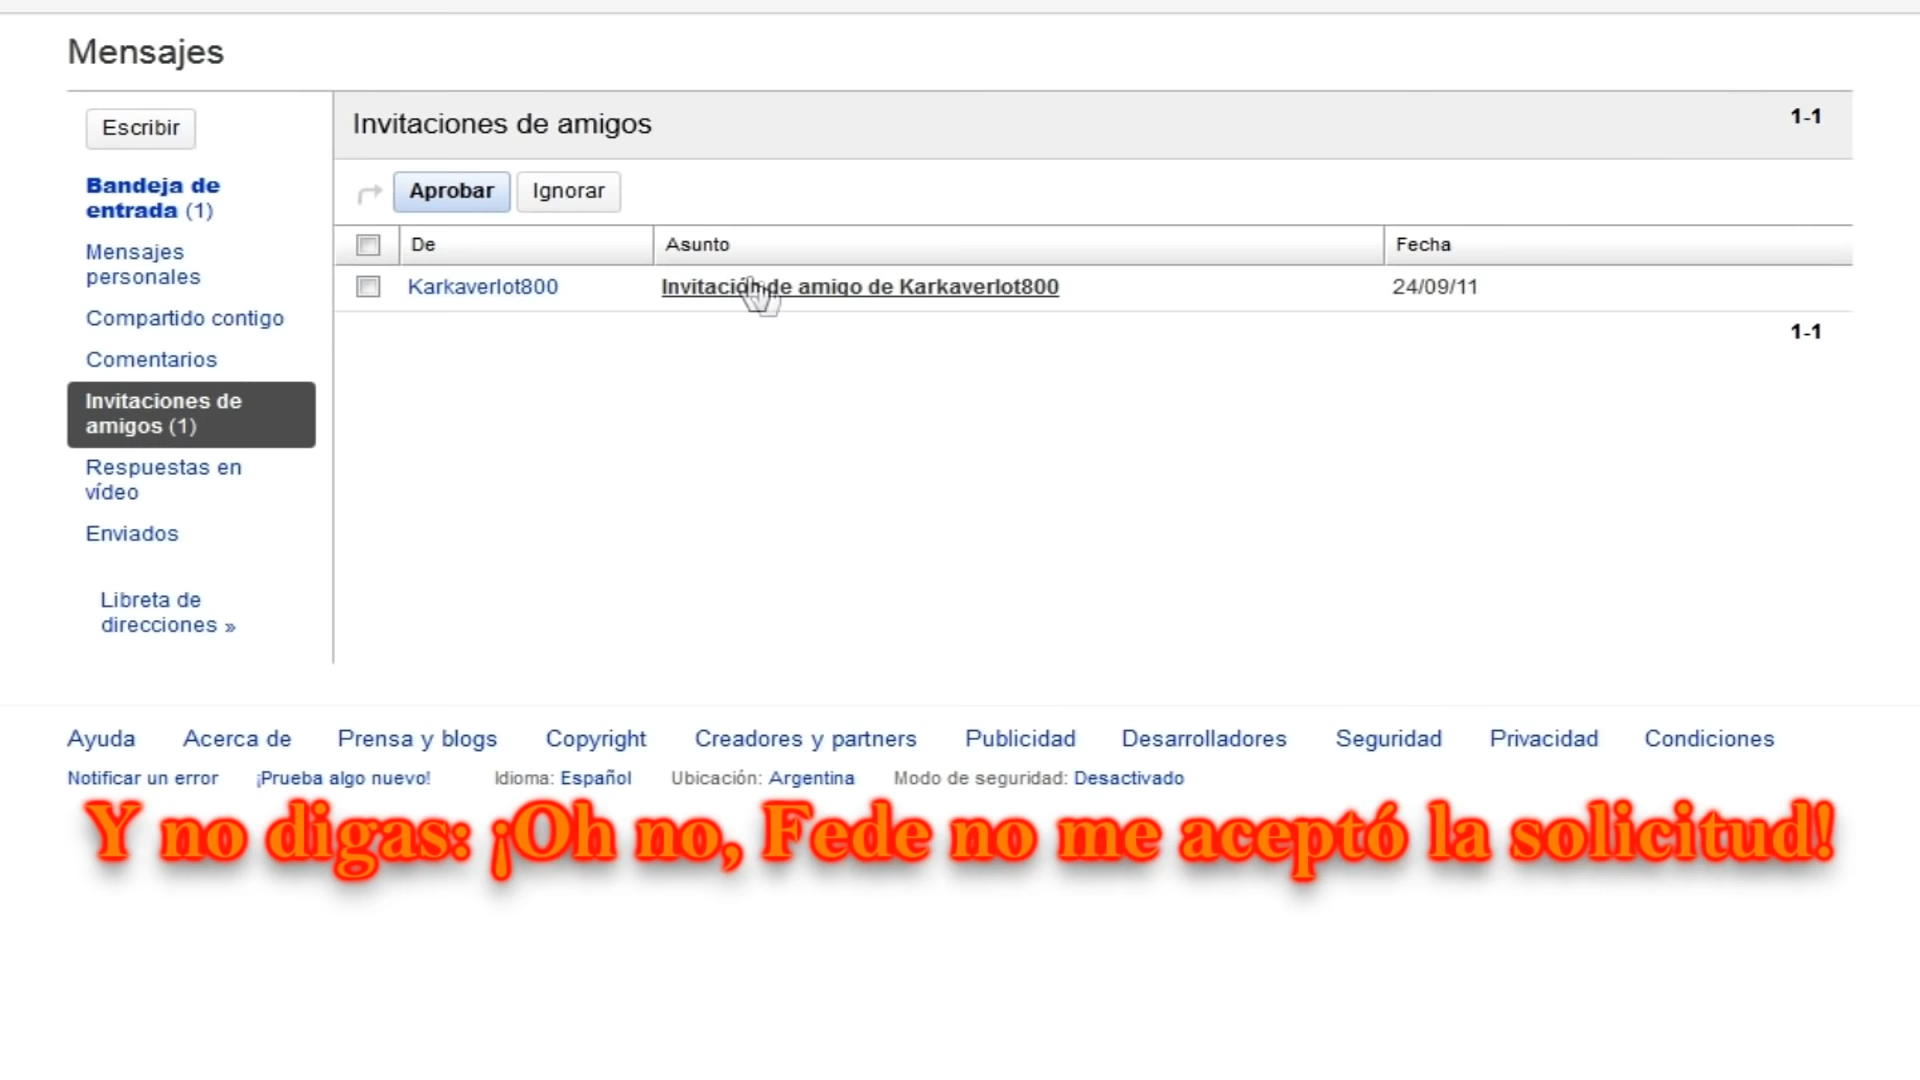 Mensajes
Escribir
Bandeja de
entrada (1)
Mensajes
personales
Compartido contigo
Comentarios
Invitaciones de
amigos (1)
Respuestas en
vídeo
Enviados
Libreta de
direcciones »
Invitaciones de amigos
1-1
Aprobar
Ignorar
De
Asunto
Fecha
Karkaverlot800
Invitación de amigo de Karkaverlot800
24/09/11
1-1
Ayuda Acerca de Prensa y blogs Copyright Creadores y partners Publicidad Desarrolladores Seguridad Privacidad Condiciones
Notificar un error ¡Prueba algo nuevo! Idioma: Español Ubicación: Argentina Modo de seguridad: Desactivado
Y no digas: ¡Oh no, Fede no me aceptó la solicitud!